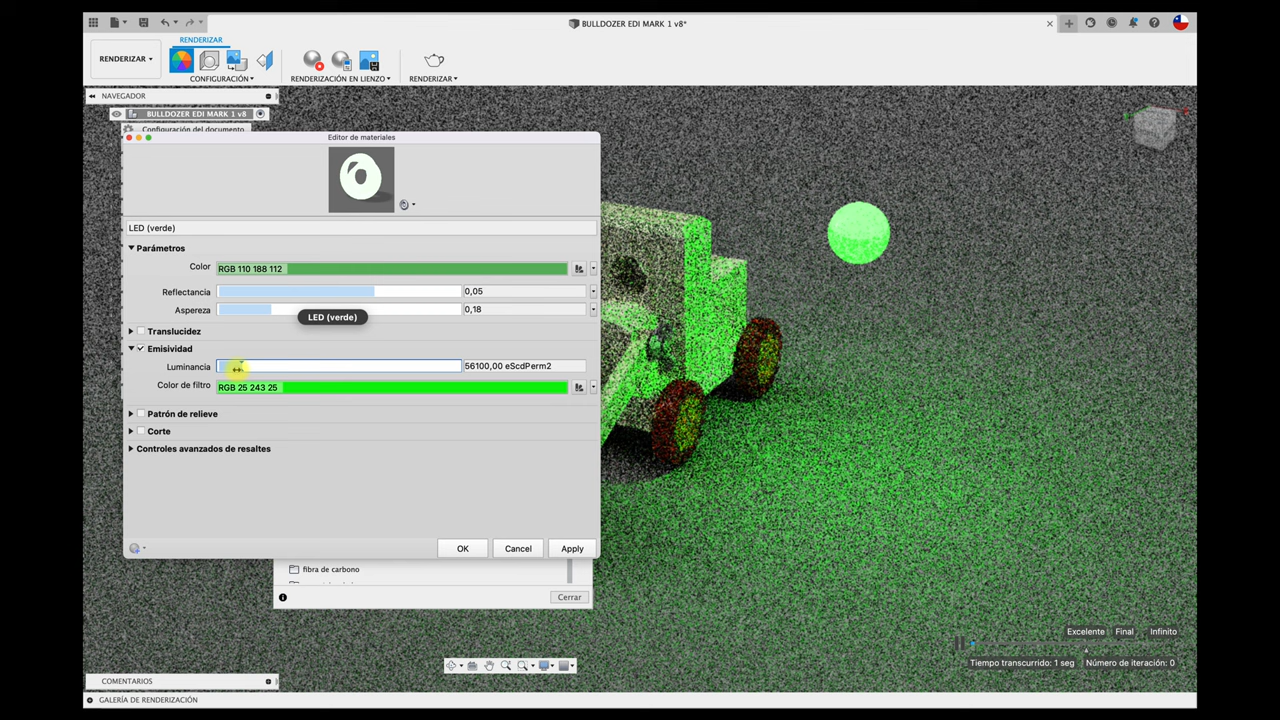 BULLDOZER EDI MARK 1 v8*
RENDERIZAR
RENDERIZAR
CONFIGURACIÓN
RENDERIZACIÓN EN LIENZO
RENDERIZAR
NAVEGADOR
BULLDOZER EDI MARK 1 v8
Configuración del documento
Editor de materiales
LED (verde)
Parámetros
Color RGB 110 188 112
Reflectancia 0,05
Aspereza 0,18
LED (verde)
Translucidez
Emisividad
Luminancia 56100,00 eScdPerm2
Color de filtro RGB 25 243 25
Patrón de relieve
Corte
Controles avanzados de resaltes
OK Cancel Apply
fibra de carbono
Cerrar
Excelente Final Infinito
Tiempo transcurrido: 1 seg Número de iteración: 0
COMENTARIOS
GALERÍA DE RENDERIZACIÓN